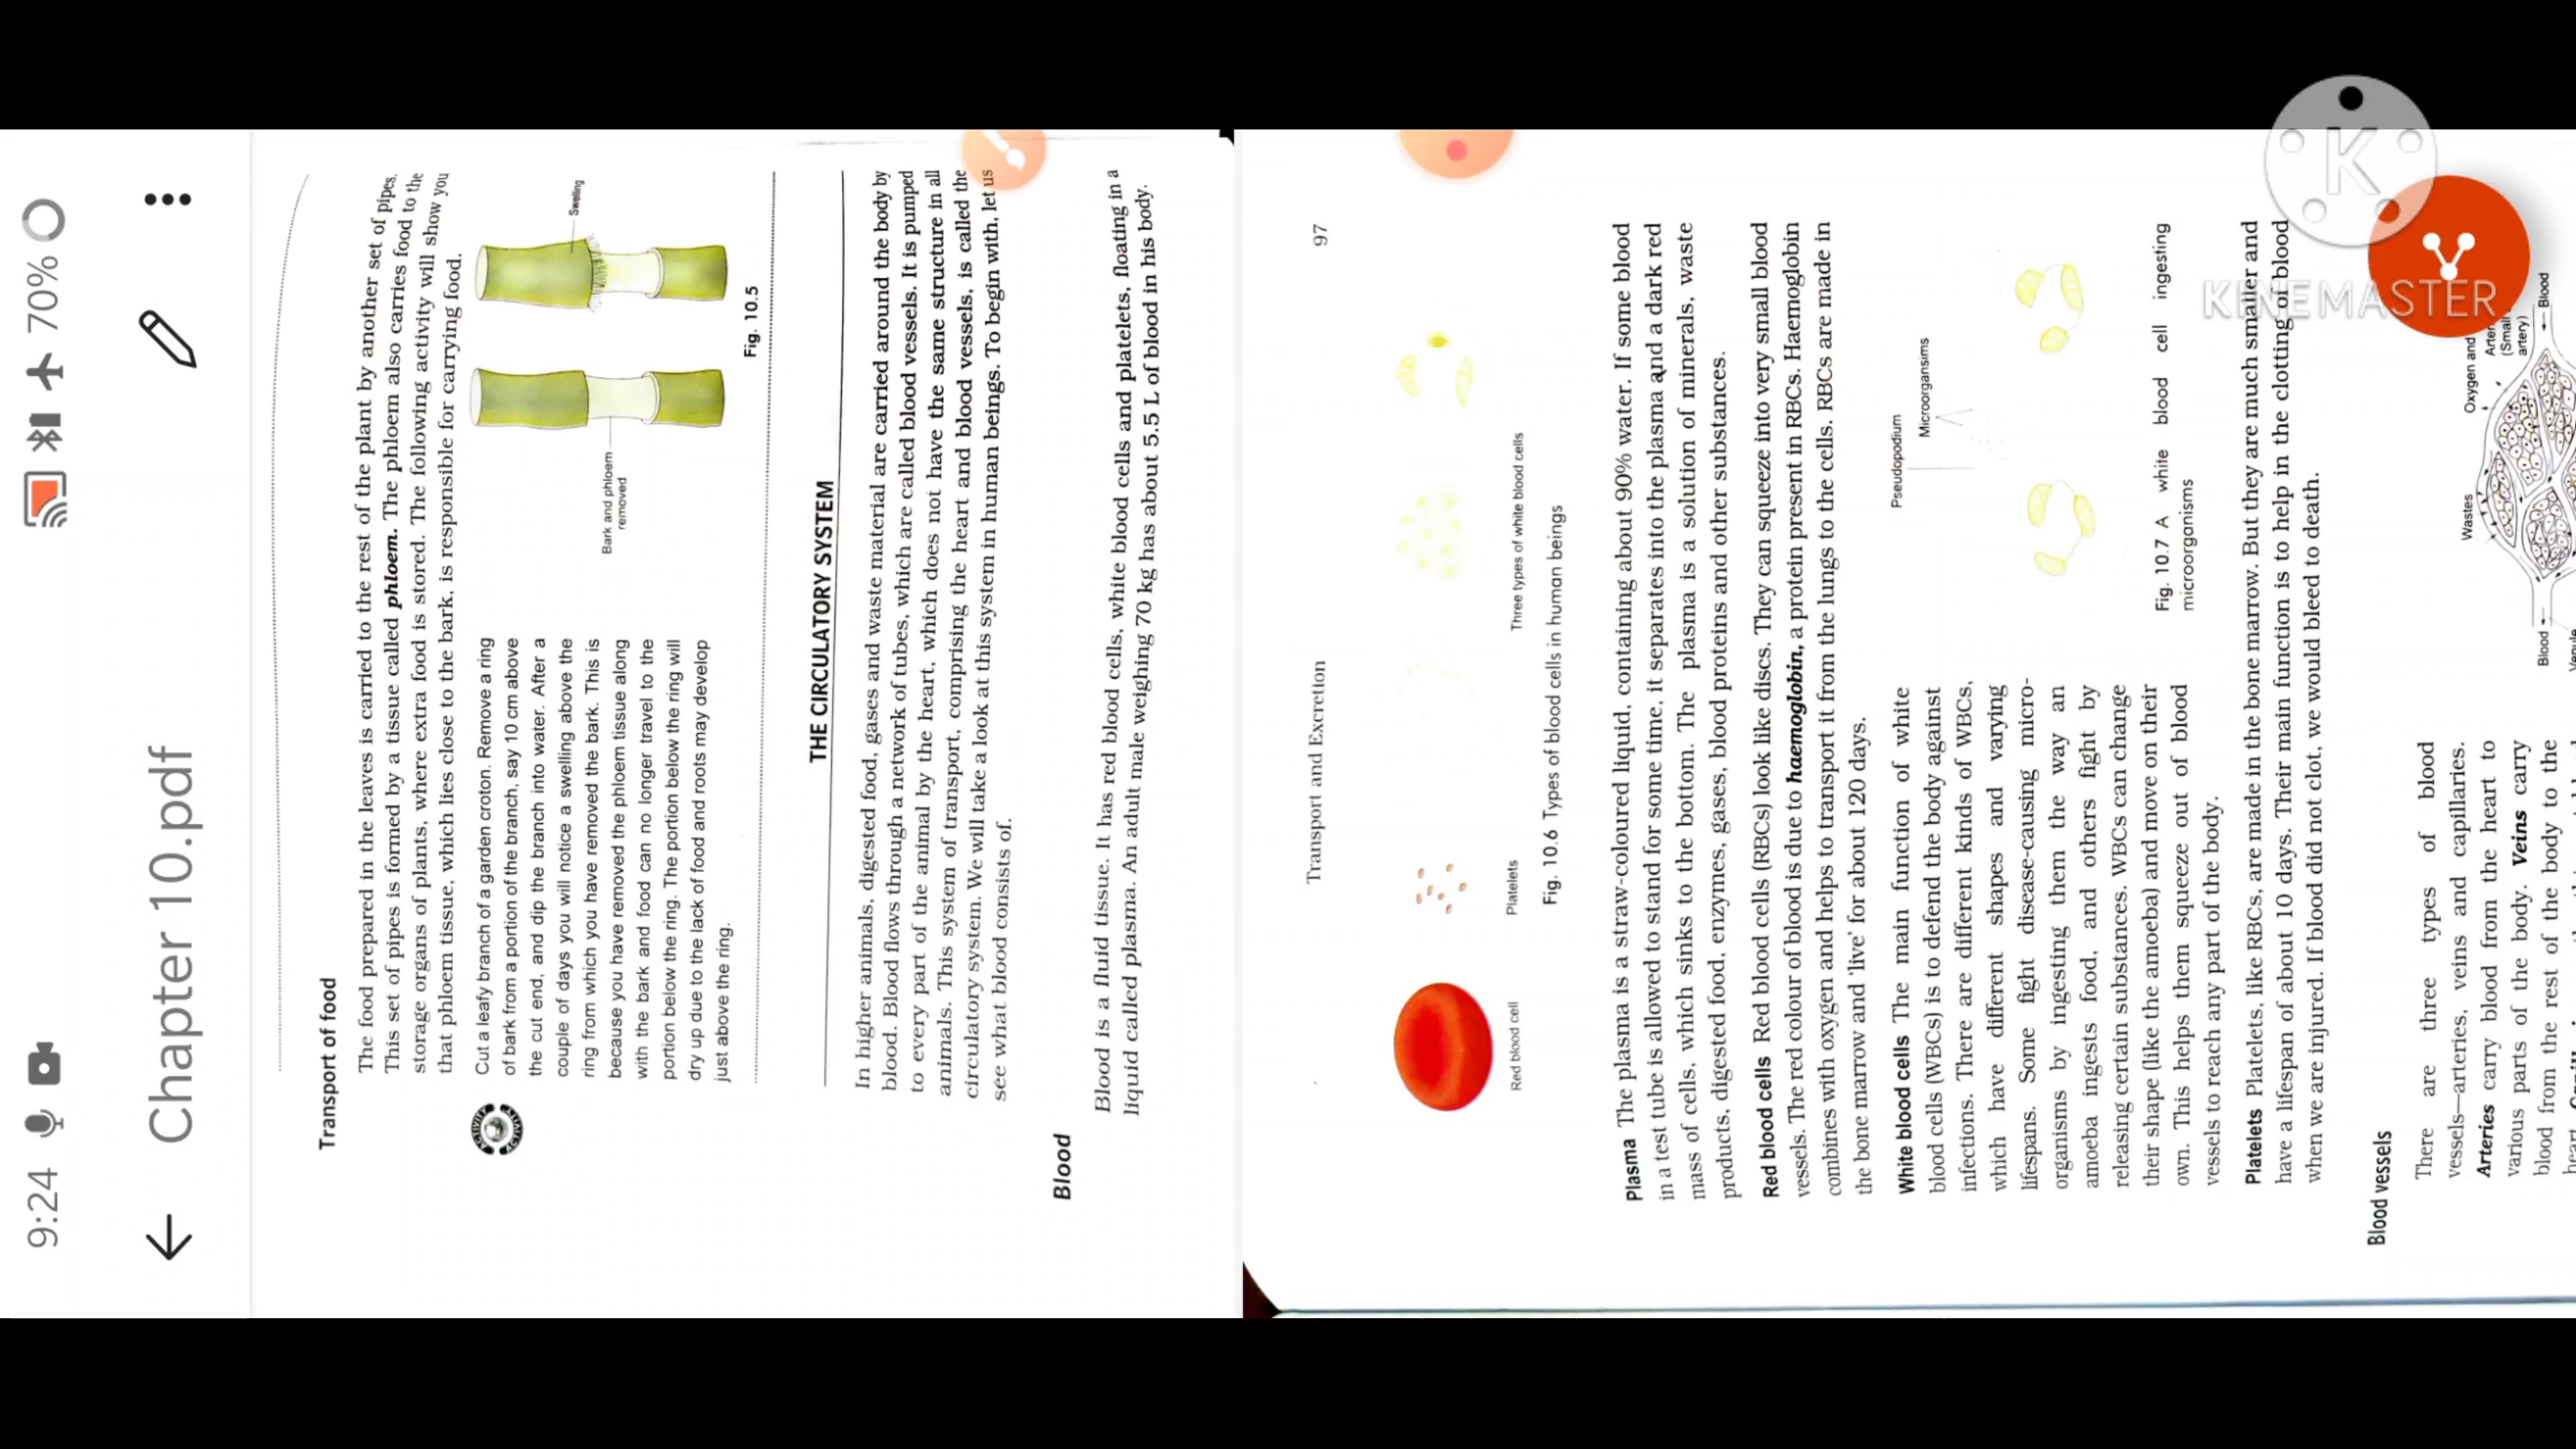 9:24
70%
Chapter 10.pdf
Transport of food
The food prepared in the leaves is carried to the rest of the plant by another set of pipes.
This set of pipes is formed by a tissue called phloem. The phloem also carries food to the
storage organs of plants, where extra food is stored. The following activity will show you
that phloem tissue, which lies close to the bark, is responsible for carrying food.
ACTIVITY
ACTIVITY
Cut a leafy branch of a garden croton. Remove a ring
of bark from a portion of the branch, say 10 cm above
the cut end, and dip the branch into water. After a
couple of days you will notice a swelling above the
ring from which you have removed the bark. This is
because you have removed the phloem tissue along
with the bark and food can no longer travel to the
portion below the ring. The portion below the ring will
dry up due to the lack of food and roots may develop
just above the ring.
Swelling
Bark and phloem
removed
Fig. 10.5
THE CIRCULATORY SYSTEM
In higher animals, digested food, gases and waste material are carried around the body by
blood. Blood flows through a network of tubes, which are called blood vessels. It is pumped
to every part of the animal by the heart, which does not have the same structure in all
animals. This system of transport, comprising the heart and blood vessels, is called the
circulatory system. We will take a look at this system in human beings. To begin with, let us
see what blood consists of.
Blood
Blood is a fluid tissue. It has red blood cells, white blood cells and platelets, floating in a
liquid called plasma. An adult male weighing 70 kg has about 5.5 L of blood in his body.
Transport and Excretion
97
Red blood cell
Platelets
Three types of white blood cells
Fig. 10.6 Types of blood cells in human beings
Plasma The plasma is a straw-coloured liquid, containing about 90% water. If some blood
in a test tube is allowed to stand for some time, it separates into the plasma and a dark red
mass of cells, which sinks to the bottom. The plasma is a solution of minerals, waste
products, digested food, enzymes, gases, blood proteins and other substances.
Red blood cells Red blood cells (RBCs) look like discs. They can squeeze into very small blood
vessels. The red colour of blood is due to haemoglobin, a protein present in RBCs. Haemoglobin
combines with oxygen and helps to transport it from the lungs to the cells. RBCs are made in
the bone marrow and 'live' for about 120 days.
White blood cells The main function of white
blood cells (WBCs) is to defend the body against
infections. There are different kinds of WBCs,
which have different shapes and varying
lifespans. Some fight disease-causing micro-
organisms by ingesting them the way an
amoeba ingests food, and others fight by
releasing certain substances. WBCs can change
their shape (like the amoeba) and move on their
own. This helps them squeeze out of blood
vessels to reach any part of the body.
Pseudopodium
Microorgansims
Fig. 10.7 A white blood cell ingesting
microorganisms
Platelets Platelets, like RBCs, are made in the bone marrow. But they are much smaller and
have a lifespan of about 10 days. Their main function is to help in the clotting of blood
when we are injured. If blood did not clot, we would bleed to death.
Blood vessels
There are three types of blood
vessels—arteries, veins and capillaries.
Arteries carry blood from the heart to
various parts of the body. Veins carry
blood from the rest of the body to the
Wastes
Oxygen and
(Small
artery)
Blood
Blood
Venule
K
KINEMASTER